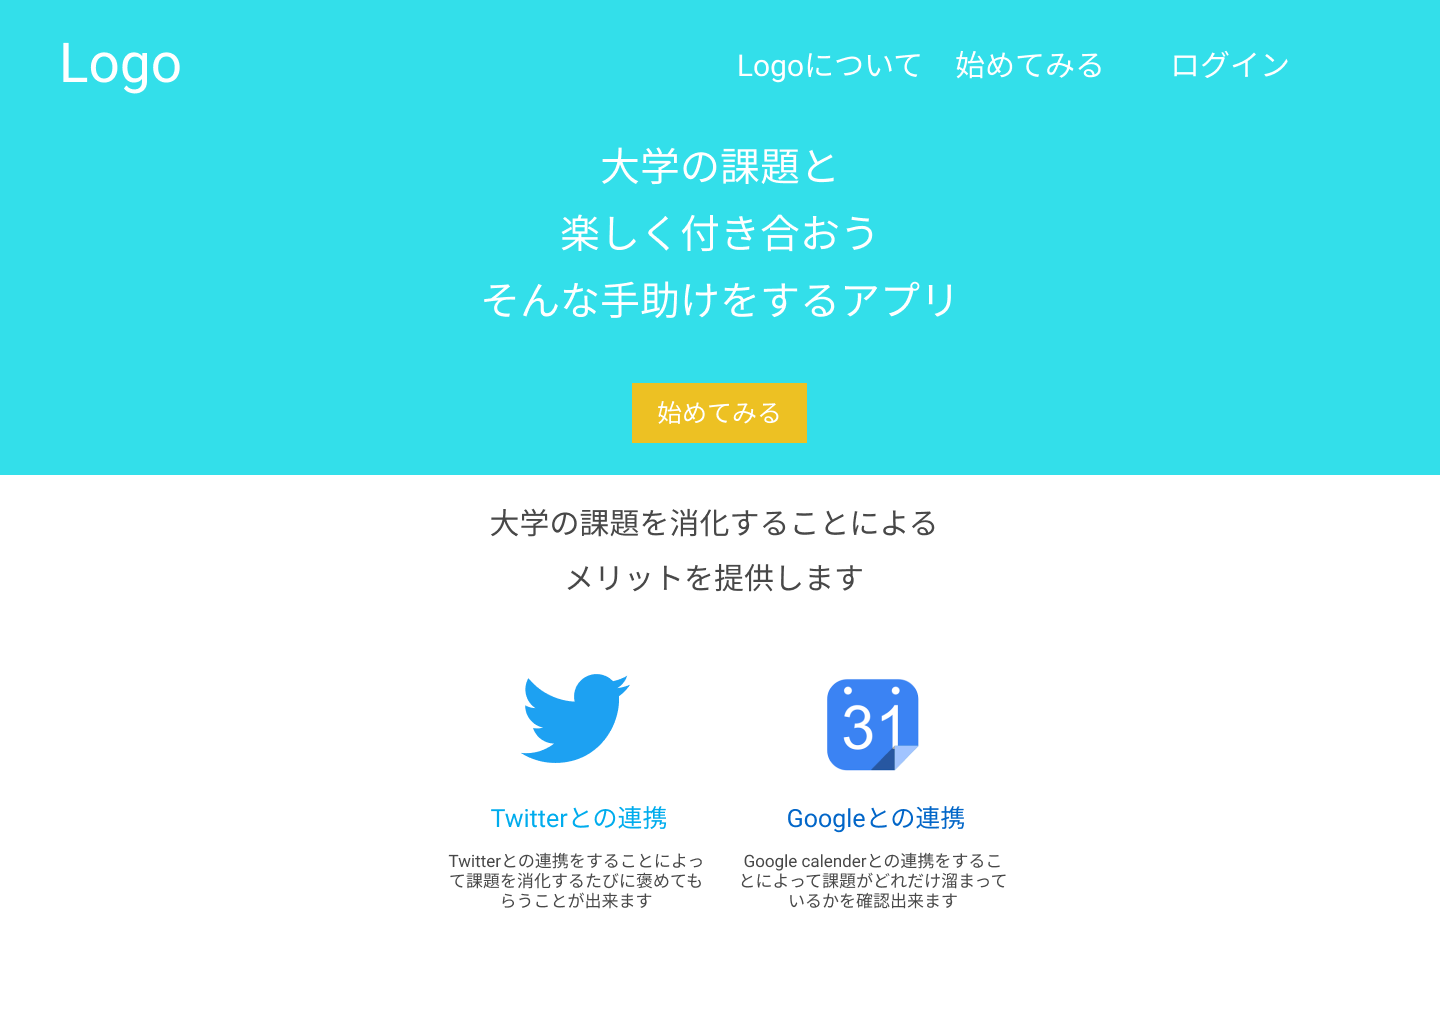 Logo
Logoについて 始めてみる ログイン
大学の課題と
楽しく付き合おう
そんな手助けをするアプリ
始めてみる
大学の課題を消化することによる
メリットを提供します
31
Twitterとの連携
Twitterとの連携をすることによっ
て課題を消化するたびに褒めても
らうことが出来ます
Googleとの連携
Google calenderとの連携をするこ
とによって課題がどれだけ溜まって
いるかを確認出来ます